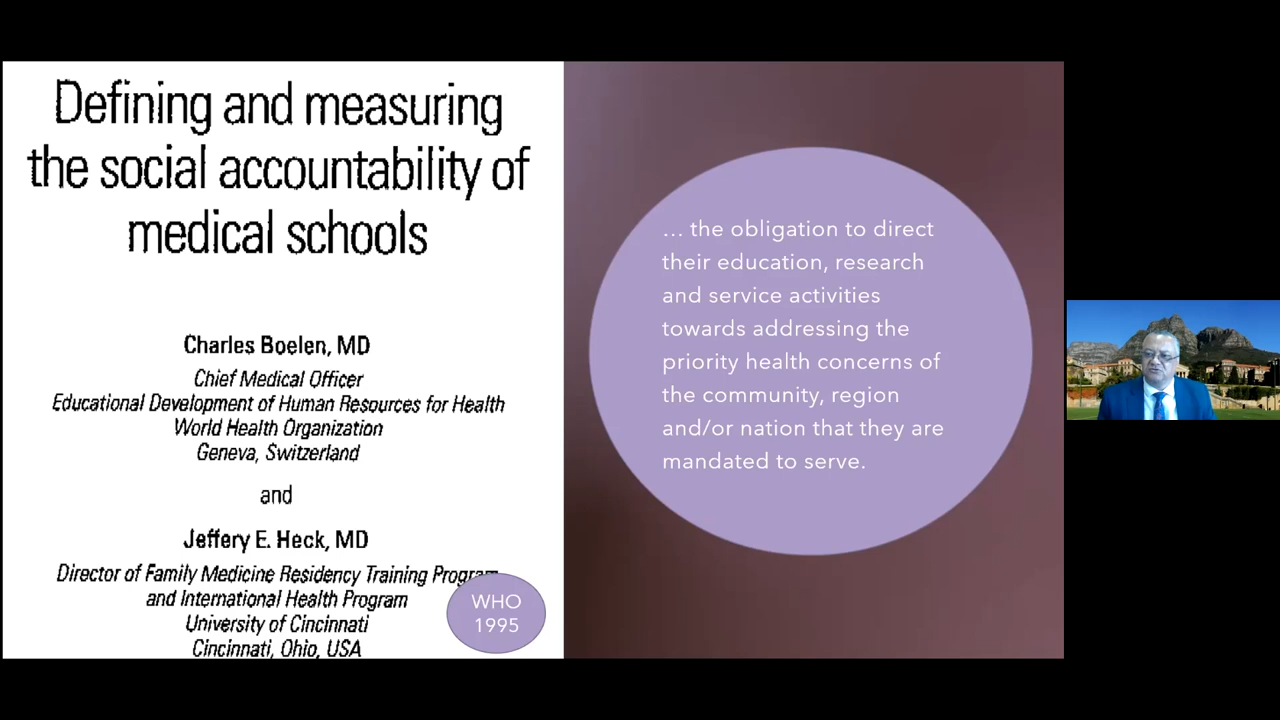 Defining and measuring
the social accountability of
medical schools
Charles Boelen, MD
Chief Medical Officer
Educational Development of Human Resources for Health
World Health Organization
Geneva, Switzerland
and
Jeffery E. Heck, MD
Director of Family Medicine Residency Training Program
and International Health Program
University of Cincinnati
Cincinnati, Ohio, USA
WHO
1995
... the obligation to direct
their education, research
and service activities
towards addressing the
priority health concerns of
the community, region
and/or nation that they are
mandated to serve.